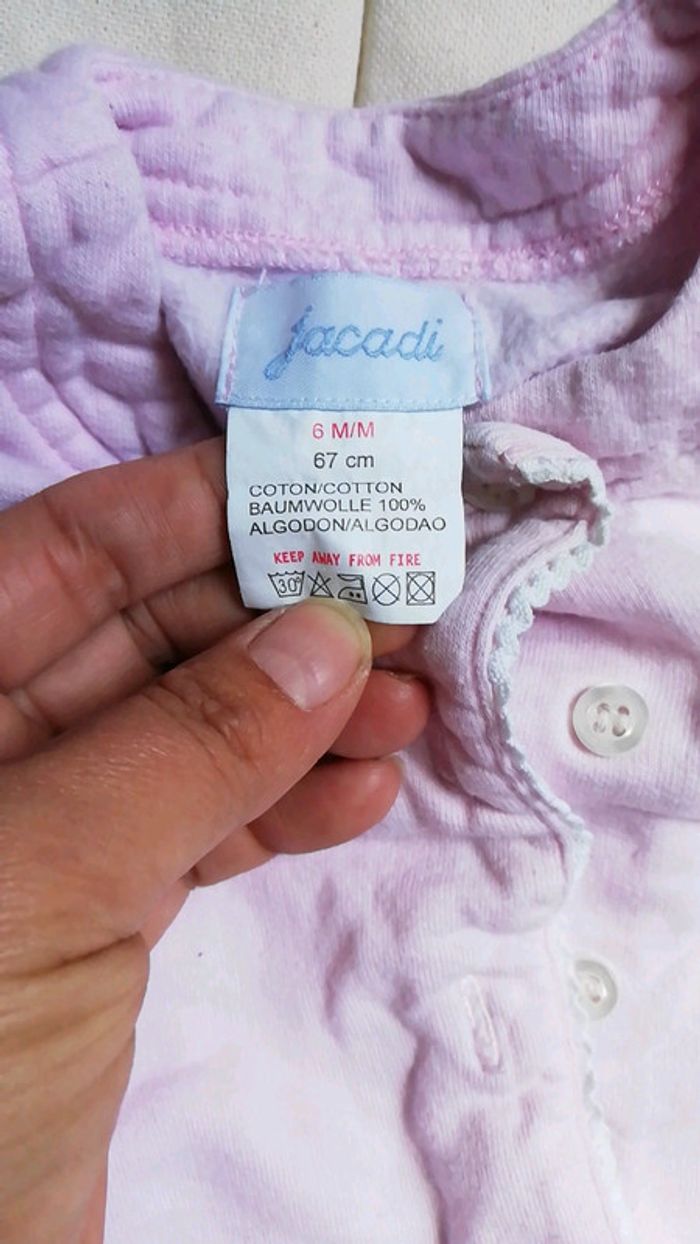 jacadi
6 M/M
67 cm
COTON/COTTON
BAUMWOLLE 100%
ALGODON/ALGODAO
KEEP AWAY FROM FIRE
30°